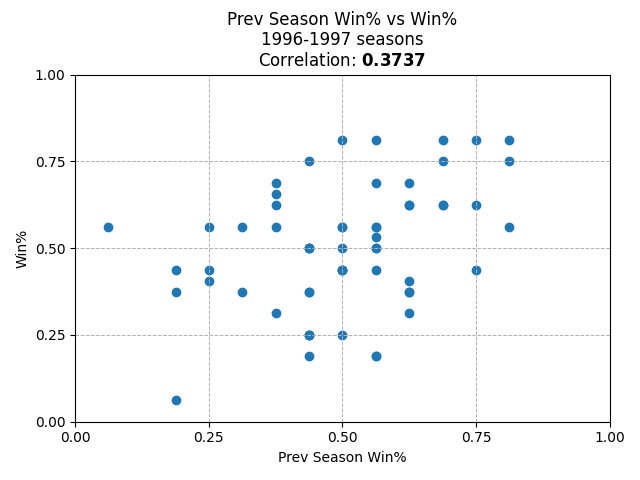 Prev Season Win% vs Win%
1996-1997 seasons
Correlation: 0.3737
1.00
0.75
0.50
0.25
0.00
Win%
0.00 0.25 0.50 0.75 1.00
Prev Season Win%